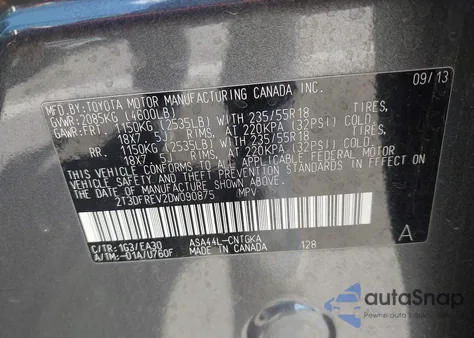 MFD.BY:TOYOTA MOTOR MANUFACTURING CANADA INC. 09/13
GVWR: 2085KG (4600LB)
GAWR:FRT. 1150KG (2535LB) WITH 235/55R18 TIRES,
18X7 5J RIMS, AT 220KPA (32PSI) COLD.
RR. 1150KG (2535LB) WITH 235/55R18 TIRES,
18X7 5J RIMS, AT 220KPA (32PSI) COLD.
THIS VEHICLE CONFORMS TO ALL APPLICABLE FEDERAL MOTOR
VEHICLE SAFETY STANDARDS IN EFFECT ON
THE DATE OF MANUFACTURE SHOWN ABOVE.
2T3DFREV2DW090875 MPV
C/TR: 1G3/EA30 ASA44L-CNTGKA A
A/TM:-01A/U760F MADE IN CANADA 128
autoSnap
Pewne auto z USA